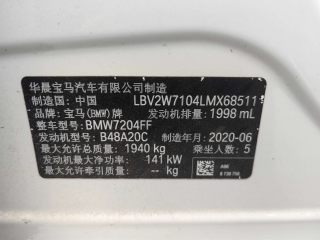 华晨宝马汽车有限公司制造
制造国：中国 LBV2W7104LMX68511
品牌：宝马(BMW)牌 发动机排量：1998 mL
整车型号：BMW7204FF
发动机型号：B48A20C 制造年月：2020-06
最大允许总质量：1940 kg 乘坐人数：5
发动机最大净功率：141 kW
最大允许牵引质量：-- kg